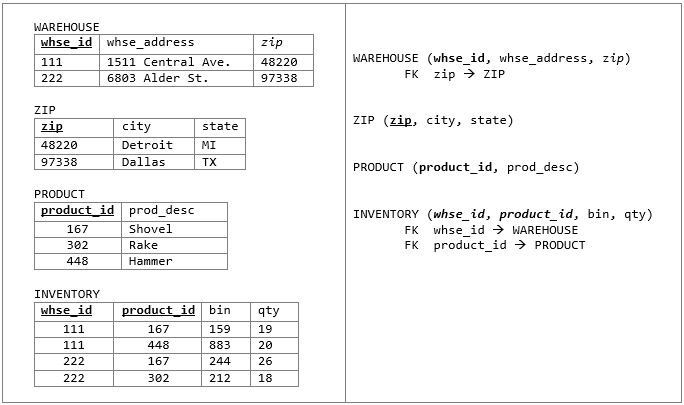 WAREHOUSE
whse_id whse_address zip
111 1511 Central Ave. 48220
222 6803 Alder St. 97338
ZIP
zip city state
48220 Detroit MI
97338 Dallas TX
PRODUCT
product_id prod_desc
167 Shovel
302 Rake
448 Hammer
INVENTORY
whse_id product_id bin qty
111 167 159 19
111 448 883 20
222 167 244 26
222 302 212 18
WAREHOUSE (whse_id, whse_address, zip)
FK zip → ZIP
ZIP (zip, city, state)
PRODUCT (product_id, prod_desc)
INVENTORY (whse_id, product_id, bin, qty)
FK whse_id → WAREHOUSE
FK product_id → PRODUCT